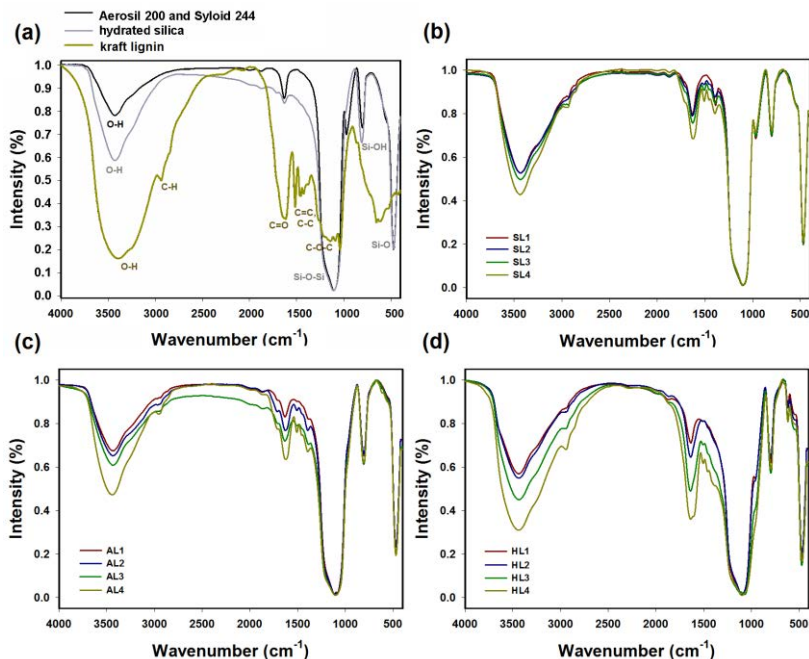 Aerosil 200 and Syloid 244
hydrated silica
kraft lignin
(a)
Intensity (%)
1.0
0.9
0.8
0.7
0.6
0.5
0.4
0.3
0.2
0.1
0.0
O-H
O-H
O-H
C-H
C=O
C=C,
C-C
C-O-C
Si-O-Si
Si-OH
Si-O
4000 3500 3000 2500 2000 1500 1000 500
Wavenumber (cm-1)
(b)
Intensity (%)
1.0
0.8
0.6
0.4
0.2
0.0
SL1
SL2
SL3
SL4
4000 3500 3000 2500 2000 1500 1000 500
Wavenumber (cm-1)
(c)
Intensity (%)
1.0
0.8
0.6
0.4
0.2
0.0
AL1
AL2
AL3
AL4
4000 3500 3000 2500 2000 1500 1000 500
Wavenumber (cm-1)
(d)
Intensity (%)
1.0
0.8
0.6
0.4
0.2
0.0
HL1
HL2
HL3
HL4
4000 3500 3000 2500 2000 1500 1000 500
Wavenumber (cm-1)